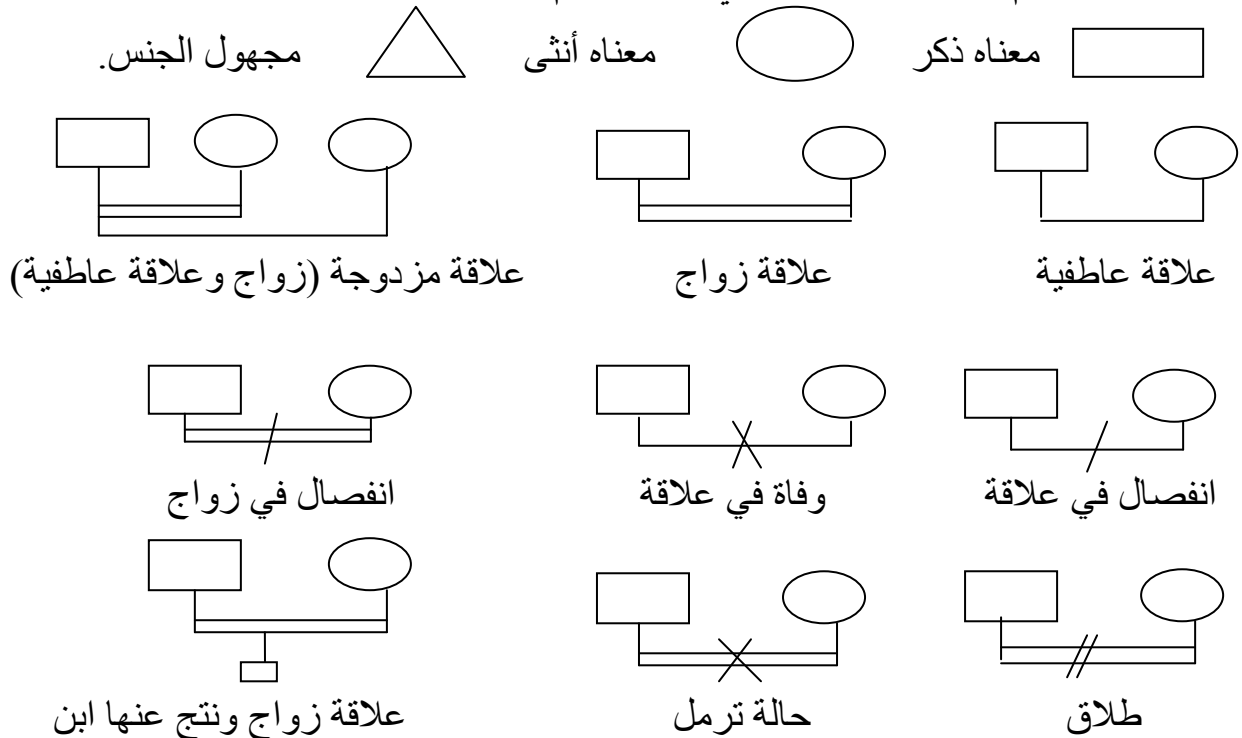 معناه ذكر معناه أنثى مجهول الجنس.
علاقة عاطفية علاقة زواج علاقة مزدوجة (زواج وعلاقة عاطفية)
انفصال في علاقة وفاة في علاقة انفصال في زواج
طلاق حالة ترمل علاقة زواج ونتج عنها ابن